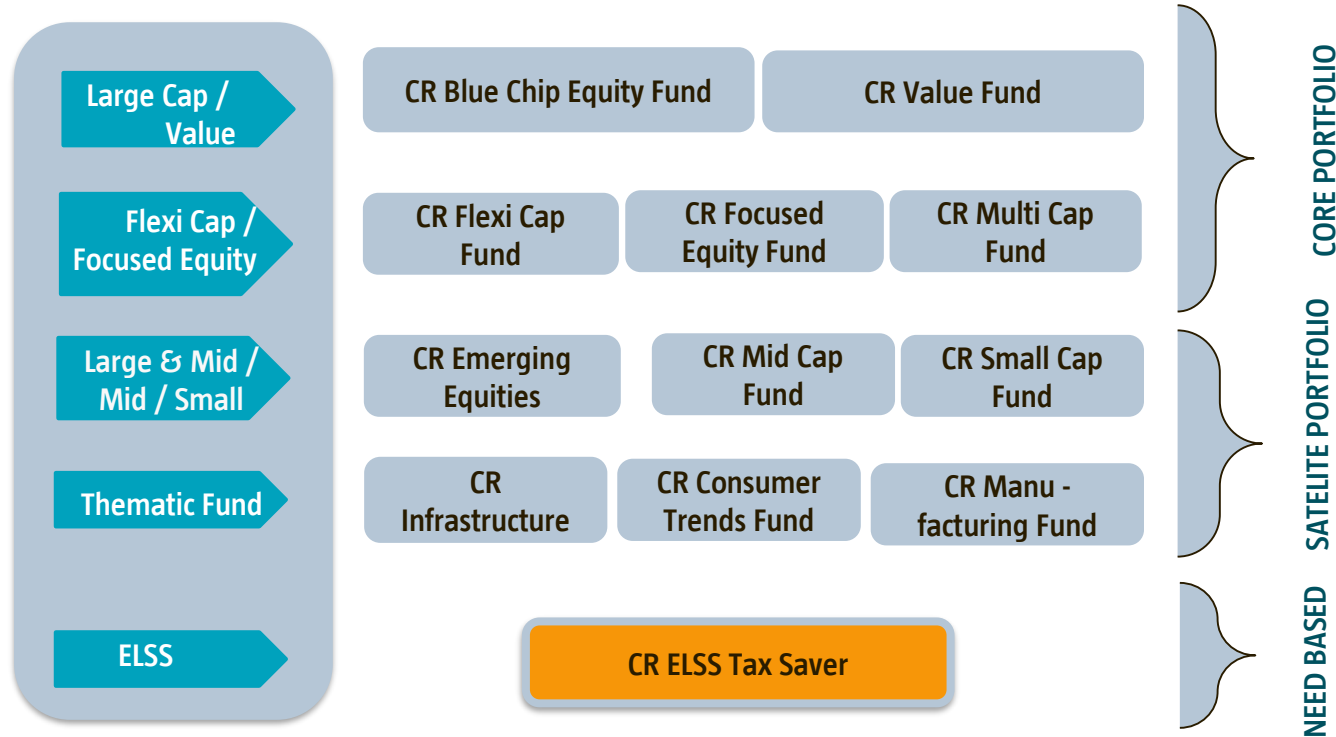 Large Cap /
Value
CR Blue Chip Equity Fund
CR Value Fund
CORE PORTFOLIO
Flexi Cap /
Focused Equity
CR Flexi Cap
Fund
CR Focused
Equity Fund
CR Multi Cap
Fund
Large & Mid /
Mid / Small
CR Emerging
Equities
CR Mid Cap
Fund
CR Small Cap
Fund
SATELITE PORTFOLIO
Thematic Fund
CR
Infrastructure
CR Consumer
Trends Fund
CR Manu -
facturing Fund
ELSS
CR ELSS Tax Saver
NEED BASED